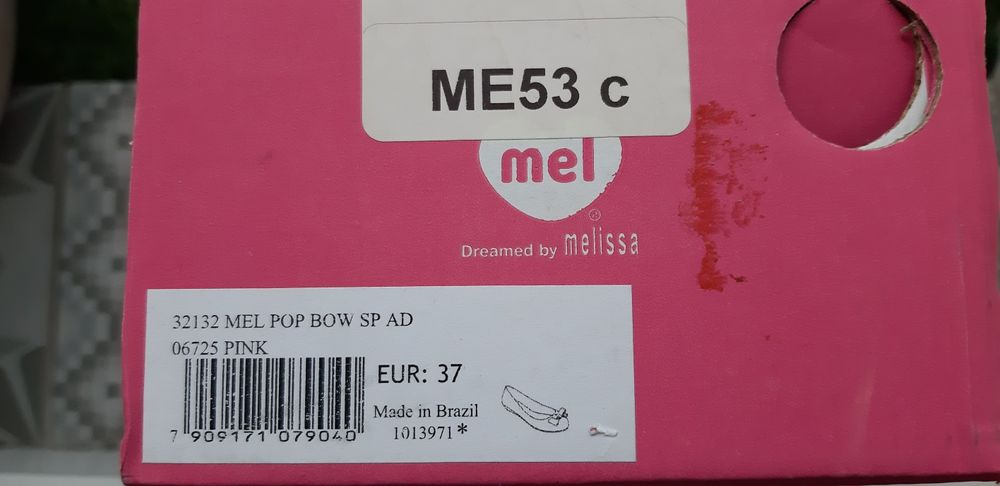 ME53 c
mel
®
Dreamed by melissa
32132 MEL POP BOW SP AD
06725 PINK
EUR: 37
Made in Brazil
1013971*
7 909171 079040